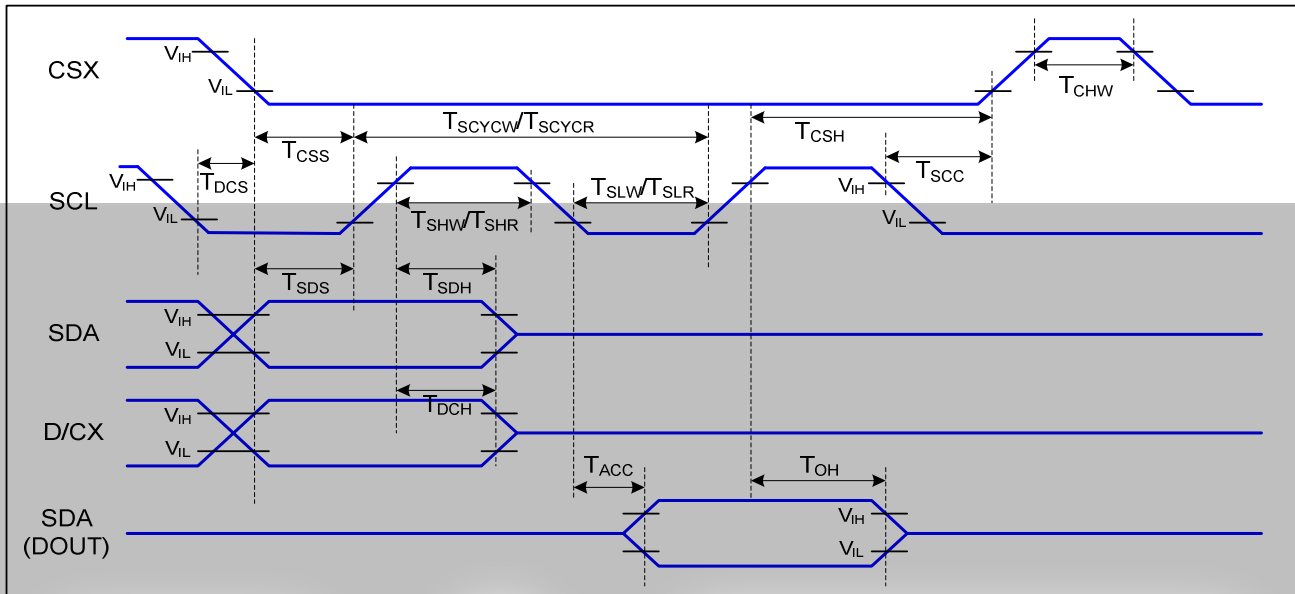 CSX
VIH
VIL
TCHW
TSCYCW/TSCYCR
TCSH
TCSS
TDCS
TSCC
SCL
VIH
VIL
TSLW/TSLR
VIH
VIL
TSHW/TSHR
TSDS
TSDH
SDA
VIH
VIL
TDCH
D/CX
VIH
VIL
TACC
TOH
SDA
(DOUT)
VIH
VIL